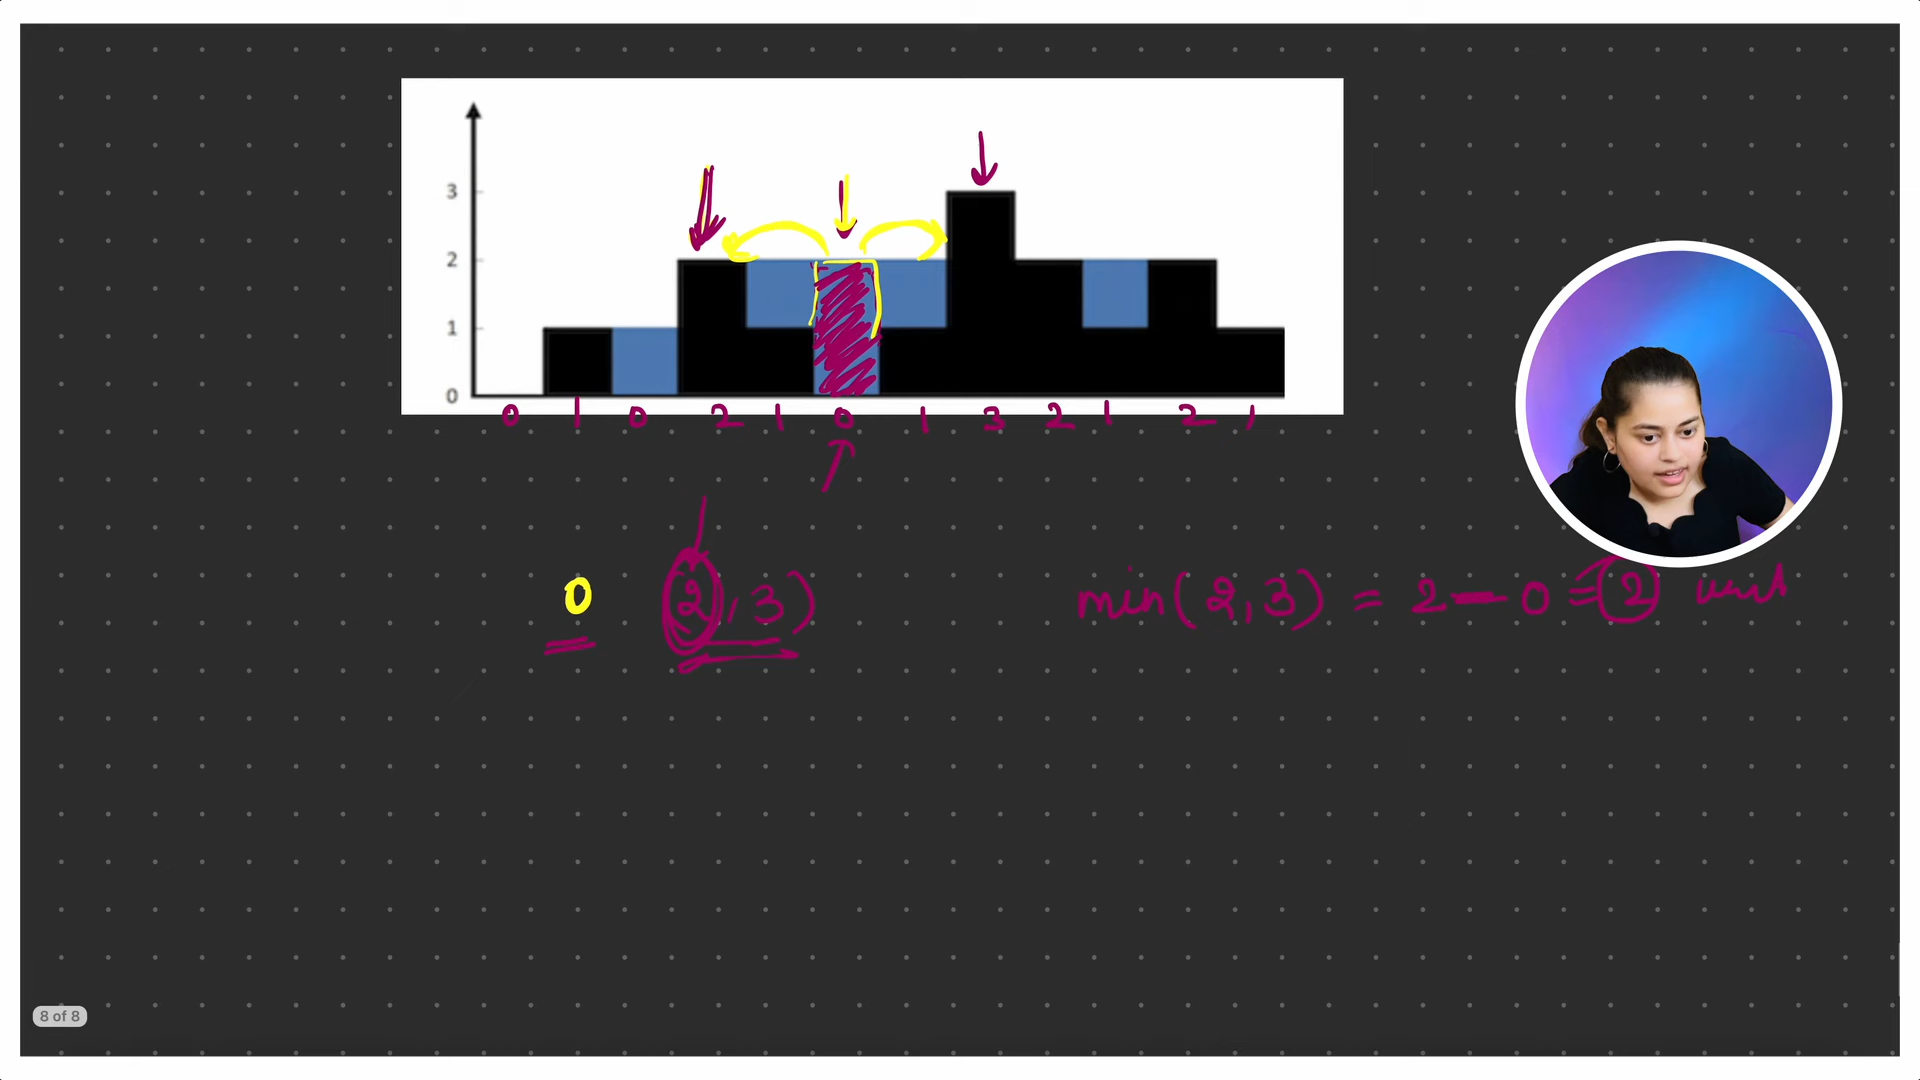 3
2
1
0
0 1 0 2 1 0 1 3 2 1 2 1
0 2, 3) min(2,3) = 2 - 0 = 2 unit
8 of 8